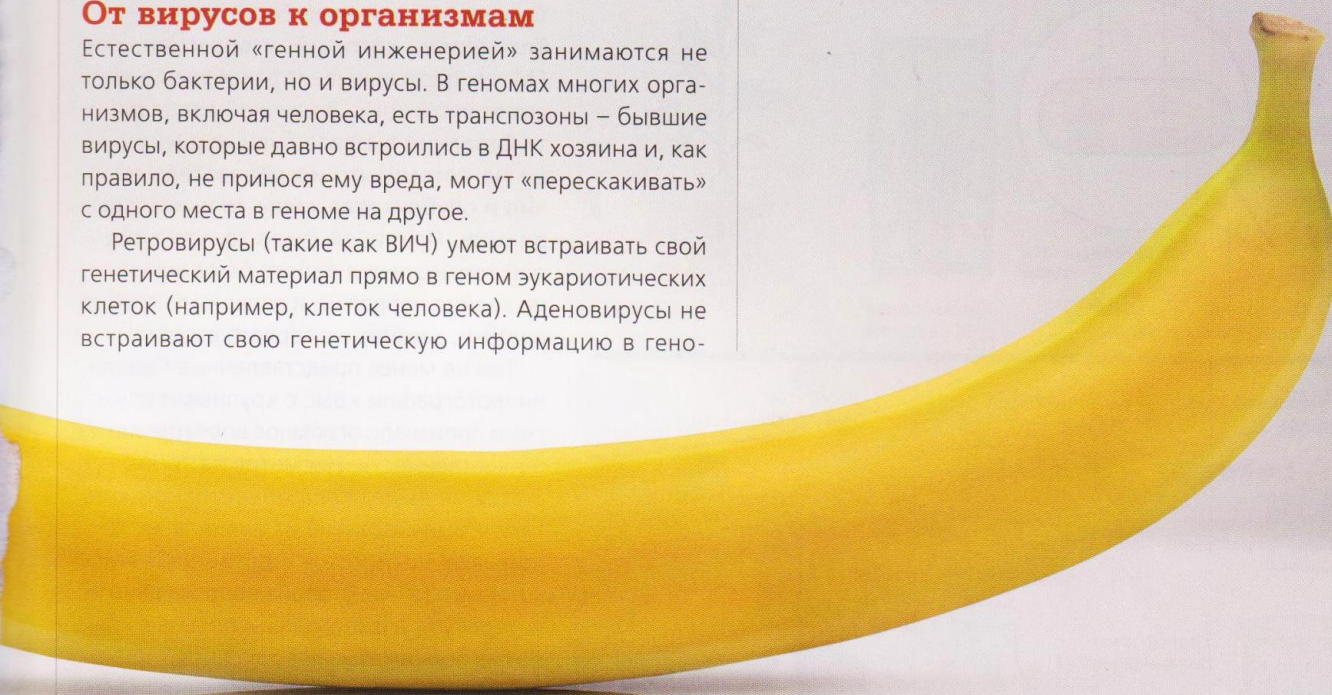 От вирусов к организмам
Естественной «генной инженерией» занимаются не
только бактерии, но и вирусы. В геномах многих орга-
низмов, включая человека, есть транспозоны – бывшие
вирусы, которые давно встроились в ДНК хозяина и, как
правило, не принося ему вреда, могут «перескакивать»
с одного места в геноме на другое.
Ретровирусы (такие как ВИЧ) умеют встраивать свой
генетический материал прямо в геном эукариотических
клеток (например, клеток человека). Аденовирусы не
встраивают свою генетическую информацию в гено-